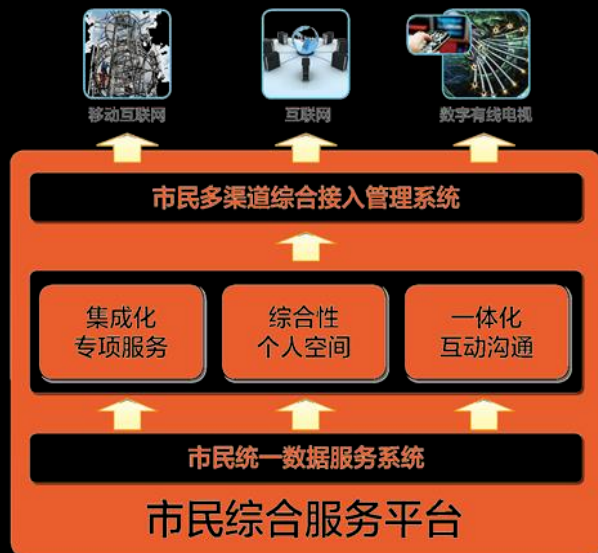 移动互联网
互联网
数字有线电视
市民多渠道综合接入管理系统
集成化
专项服务
综合性
个人空间
一体化
互动沟通
市民统一数据服务系统
市民综合服务平台